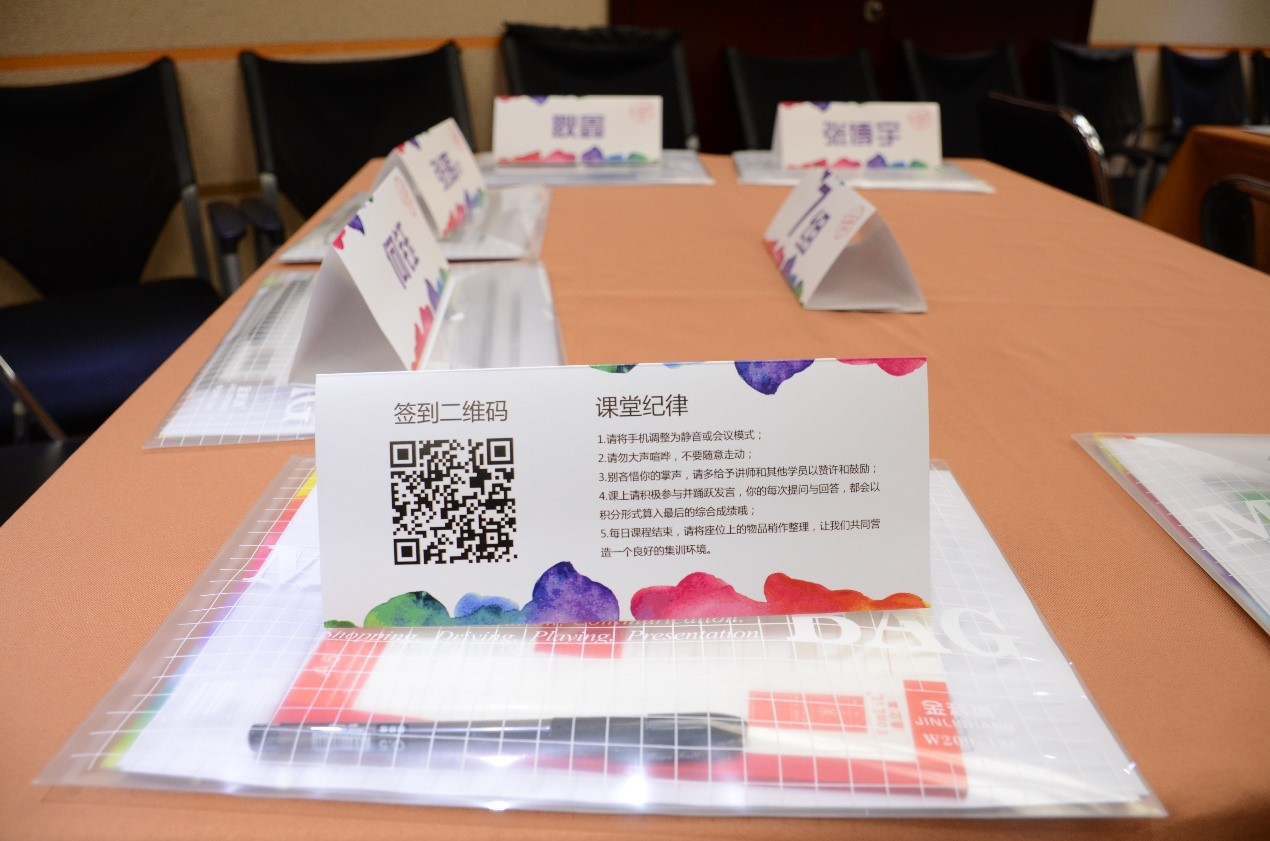 张博宇
签到二维码
课堂纪律
1.请将手机调整为静音或会议模式；
2.请勿大声喧哗，不要随意走动；
3.别吝惜你的掌声，请多给予讲师和其他学员以赞许和鼓励；
4.课上请积极参与并踊跃发言，你的每次提问与回答，都会以
积分形式算入最后的综合成绩哦；
5.每日课程结束，请将座位上的物品稍作整理，让我们共同营
造一个良好的集训环境。
Shopping. Driving. Playing. Presentation.
BAG